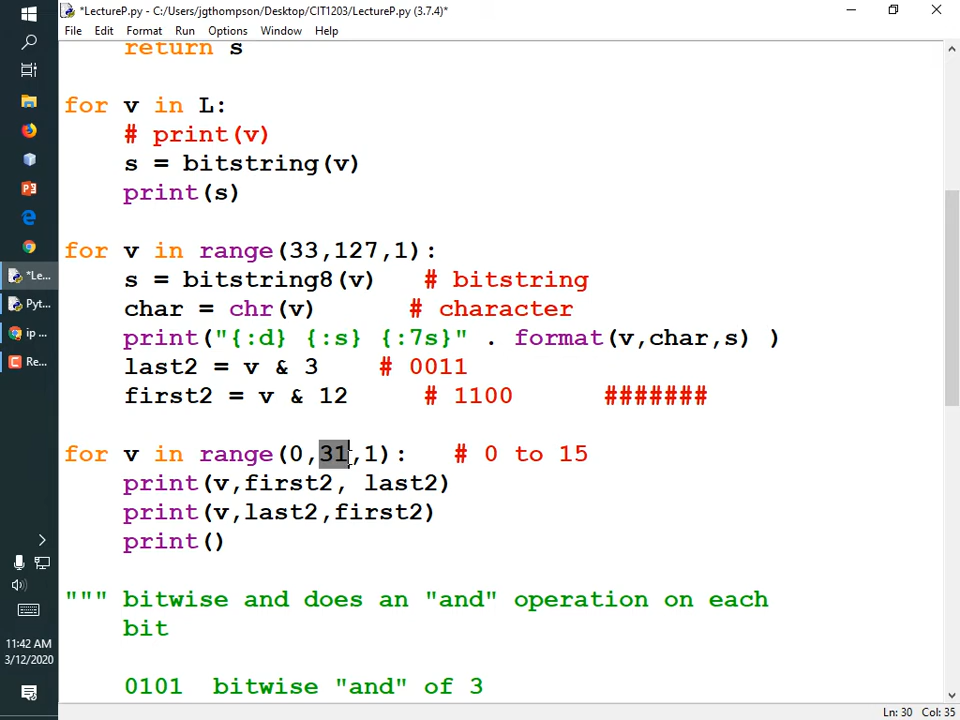 *LectureP.py - C:/Users/jgthompson/Desktop/CIT1203/LectureP.py (3.7.4)*
File Edit Format Run Options Window Help
return s
for v in L:
# print(v)
s = bitstring(v)
print(s)
for v in range(33,127,1):
s = bitstring8(v) # bitstring
char = chr(v) # character
print("{:d} {:s} {:7s}" . format(v,char,s) )
last2 = v & 3 # 0011
first2 = v & 12 # 1100 #######
for v in range(0,31,1): # 0 to 15
print(v,first2, last2)
print(v,last2,first2)
print()
""" bitwise and does an "and" operation on each
bit
0101 bitwise "and" of 3
*Le...
Pyt...
ip ...
Re...
11:42 AM
3/12/2020
Ln: 30 Col: 35